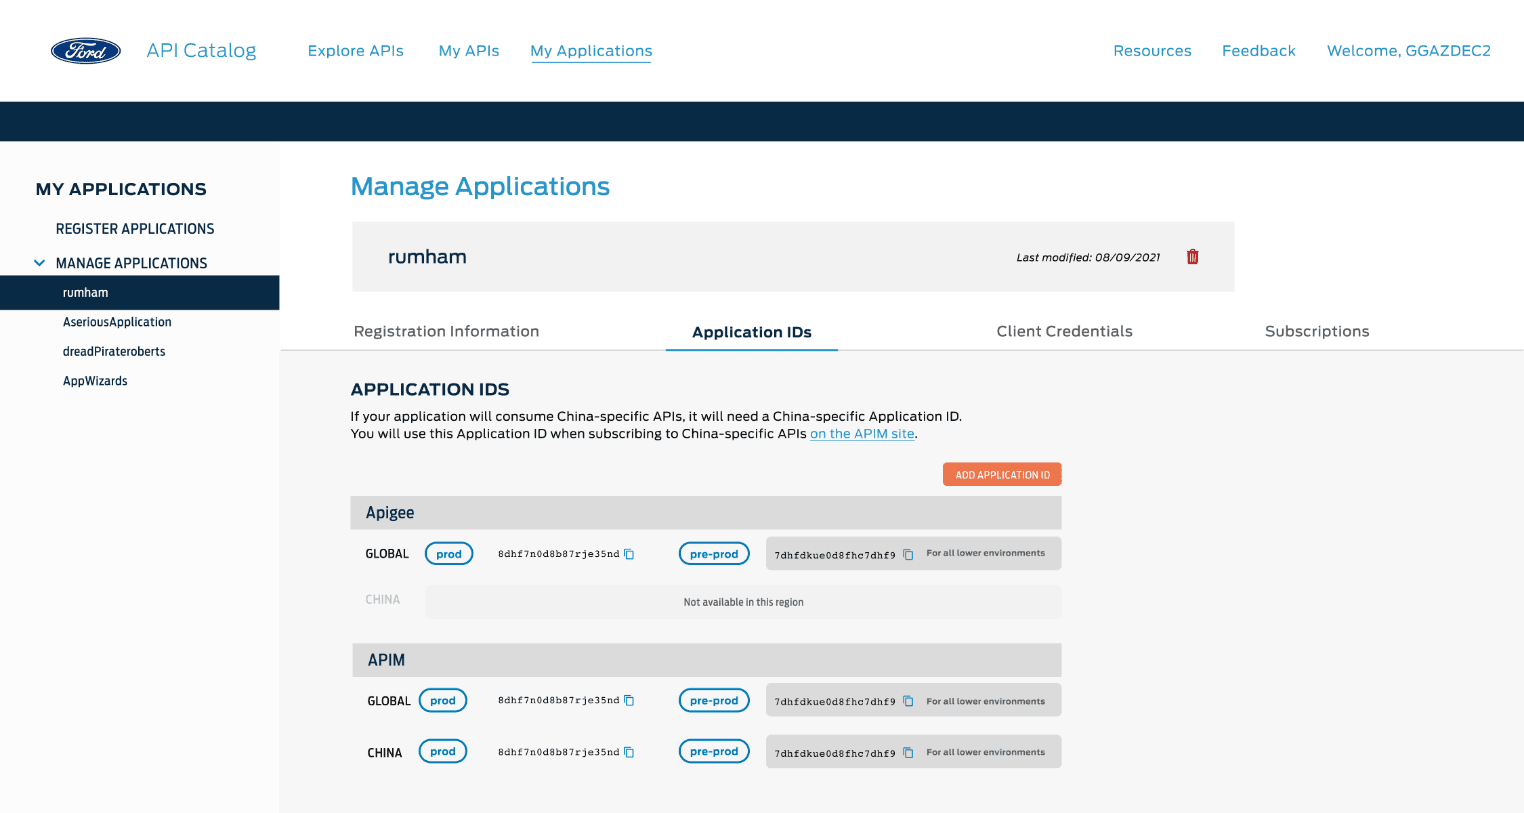 Ford
API Catalog
Explore APIs
My APIs
My Applications
Resources
Feedback
Welcome, GGAZDEC2
MY APPLICATIONS
REGISTER APPLICATIONS
MANAGE APPLICATIONS
rumham
AseriousApplication
dreadPirateroberts
AppWizards
Manage Applications
rumham
Last modified: 08/09/2021
Registration Information
Application IDs
Client Credentials
Subscriptions
APPLICATION IDS
If your application will consume China-specific APIs, it will need a China-specific Application ID.
You will use this Application ID when subscribing to China-specific APIs on the APIM site.
ADD APPLICATION ID
Apigee
GLOBAL prod 8dhf7n0d8b87rje35nd pre-prod 7dhfdkue0d8fhc7dhf9 For all lower environments
CHINA Not available in this region
APIM
GLOBAL prod 8dhf7n0d8b87rje35nd pre-prod 7dhfdkue0d8fhc7dhf9 For all lower environments
CHINA prod 8dhf7n0d8b87rje35nd pre-prod 7dhfdkue0d8fhc7dhf9 For all lower environments